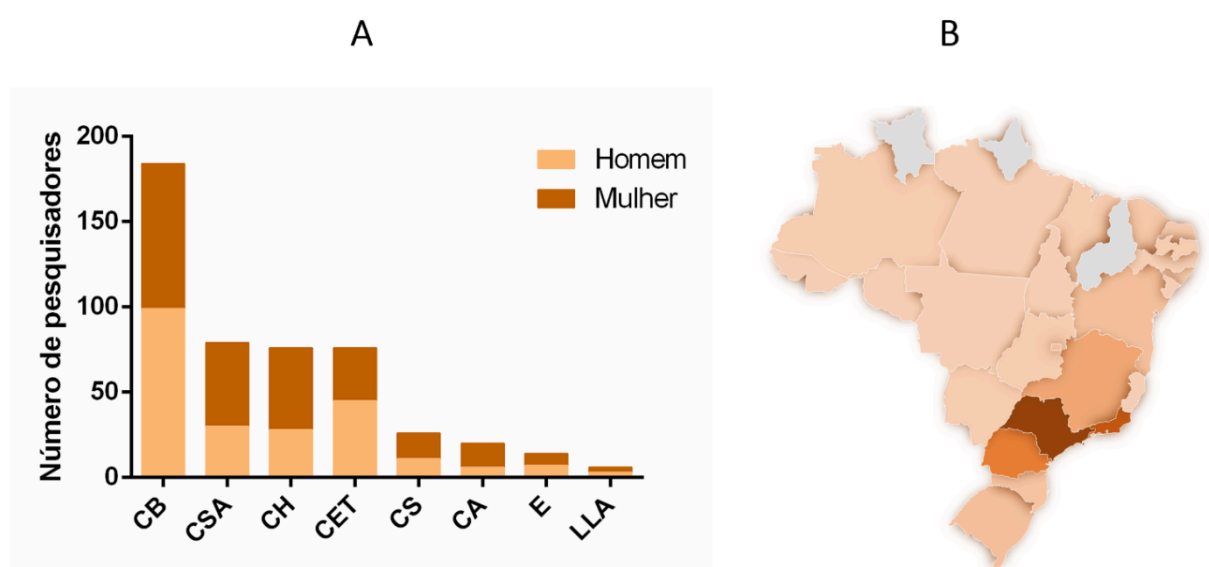 A
B
Número de pesquisadores
200
150
100
50
0
Homem
Mulher
CB
CSA
CH
CET
CS
CA
E
LLA